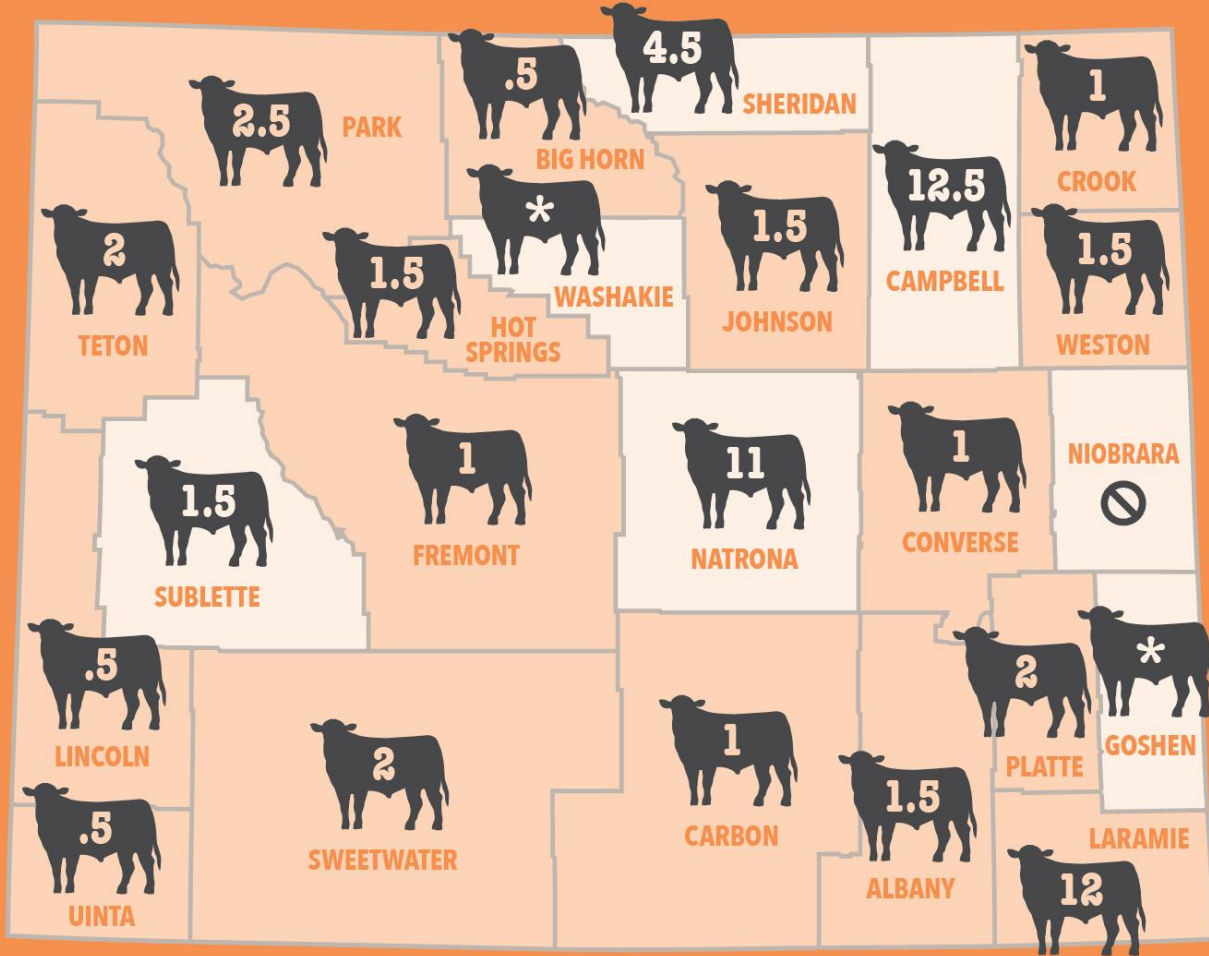 4.5
SHERIDAN
.5
BIG HORN
2.5
PARK
1
CROOK
12.5
CAMPBELL
*
WASHAKIE
1.5
JOHNSON
1.5
WESTON
2
TETON
1.5
HOT
SPRINGS
1
FREMONT
11
NATRONA
1
CONVERSE
NIOBRARA
1.5
SUBLETTE
.5
LINCOLN
2
PLATTE
*
GOSHEN
2
SWEETWATER
1
CARBON
1.5
ALBANY
.5
UINTA
LARAMIE
12